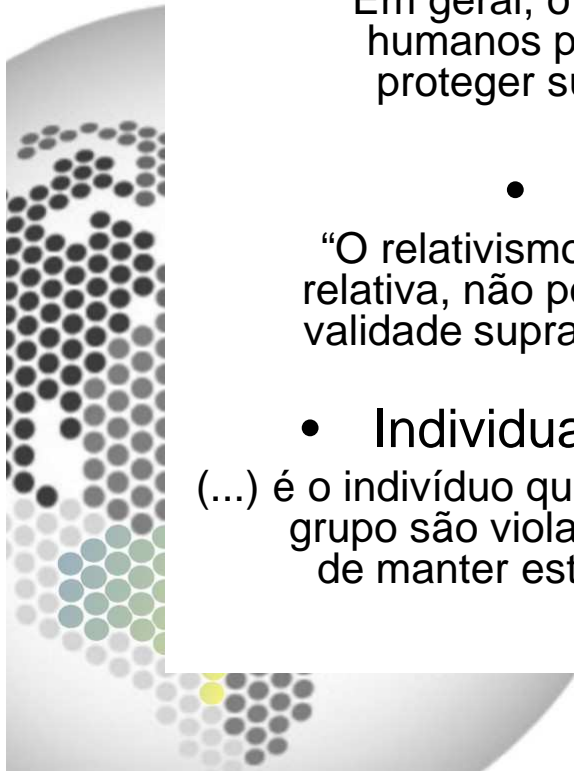 Em geral, o
humanos p
proteger su
•
“O relativismo
relativa, não po
validade supra
• Individua
(...) é o indivíduo qu
grupo são viola
de manter est